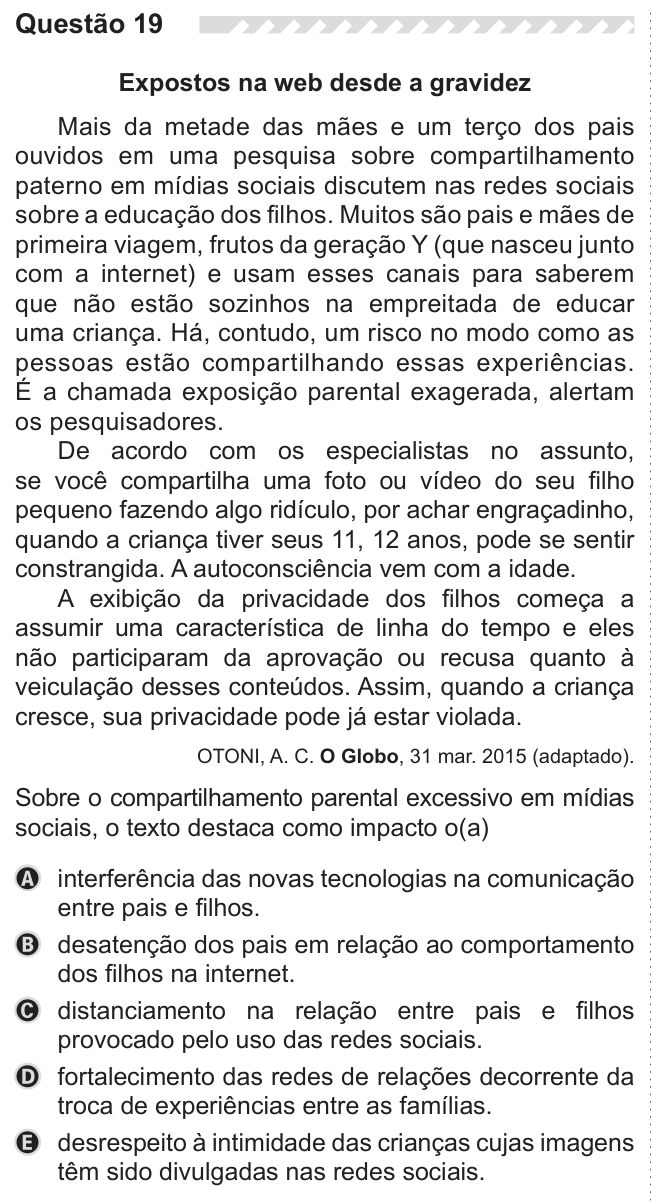 Questão 19
Expostos na web desde a gravidez
Mais da metade das mães e um terço dos pais
ouvidos em uma pesquisa sobre compartilhamento
paterno em mídias sociais discutem nas redes sociais
sobre a educação dos filhos. Muitos são pais e mães de
primeira viagem, frutos da geração Y (que nasceu junto
com a internet) e usam esses canais para saberem
que não estão sozinhos na empreitada de educar
uma criança. Há, contudo, um risco no modo como as
pessoas estão compartilhando essas experiências.
É a chamada exposição parental exagerada, alertam
os pesquisadores.
De acordo com os especialistas no assunto,
se você compartilha uma foto ou vídeo do seu filho
pequeno fazendo algo ridículo, por achar engraçadinho,
quando a criança tiver seus 11, 12 anos, pode se sentir
constrangida. A autoconsciência vem com a idade.
A exibição da privacidade dos filhos começa a
assumir uma característica de linha do tempo e eles
não participaram da aprovação ou recusa quanto à
veiculação desses conteúdos. Assim, quando a criança
cresce, sua privacidade pode já estar violada.
OTONI, A. C. O Globo, 31 mar. 2015 (adaptado).
Sobre o compartilhamento parental excessivo em mídias
sociais, o texto destaca como impacto o(a)
A interferência das novas tecnologias na comunicação
entre pais e filhos.
B desatenção dos pais em relação ao comportamento
dos filhos na internet.
C distanciamento na relação entre pais e filhos
provocado pelo uso das redes sociais.
D fortalecimento das redes de relações decorrente da
troca de experiências entre as famílias.
E desrespeito à intimidade das crianças cujas imagens
têm sido divulgadas nas redes sociais.